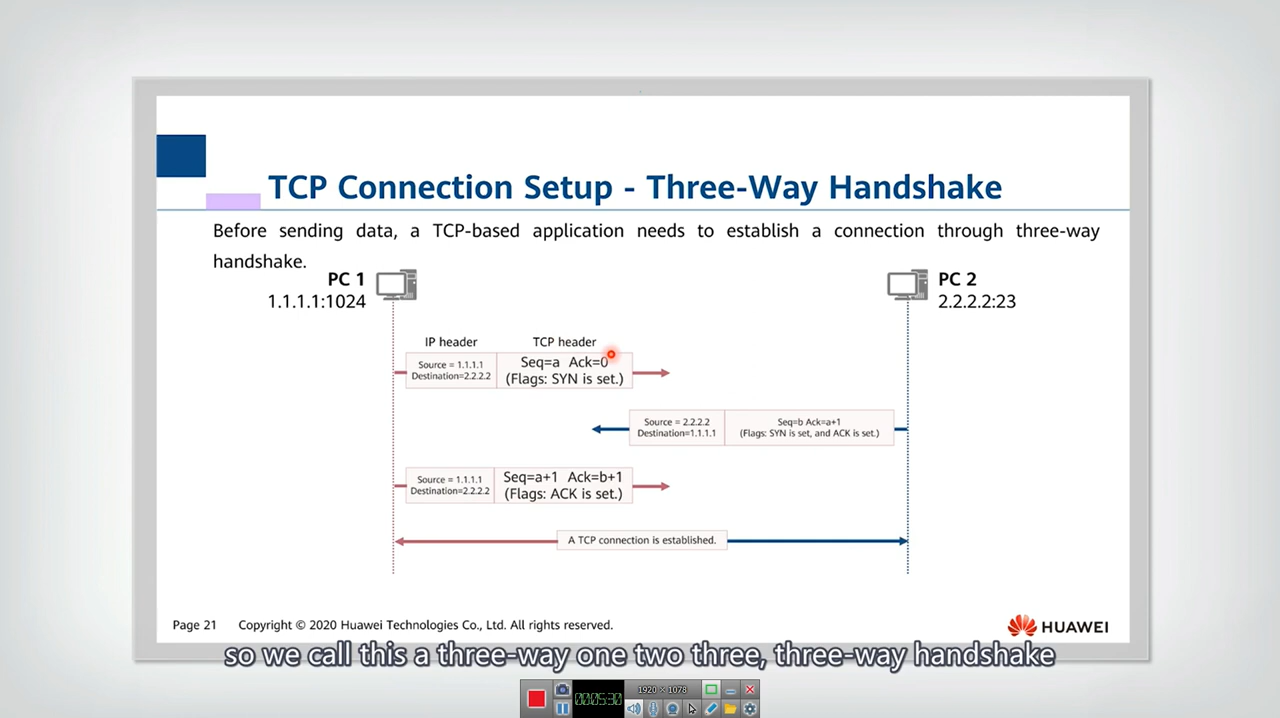 TCP Connection Setup - Three-Way Handshake
Before sending data, a TCP-based application needs to establish a connection through three-way
handshake.
PC 1
1.1.1.1:1024
PC 2
2.2.2.2:23
IP header
TCP header
Source = 1.1.1.1
Destination=2.2.2.2
Seq=a Ack=0
(Flags: SYN is set.)
Source = 2.2.2.2
Destination=1.1.1.1
Seq=b Ack=a+1
(Flags: SYN is set, and ACK is set.)
Source = 1.1.1.1
Destination=2.2.2.2
Seq=a+1 Ack=b+1
(Flags: ACK is set.)
A TCP connection is established.
Page 21 Copyright © 2020 Huawei Technologies Co., Ltd. All rights reserved.
HUAWEI
so we call this a three-way one two three, three-way handshake
1920 × 1078
00:05:30